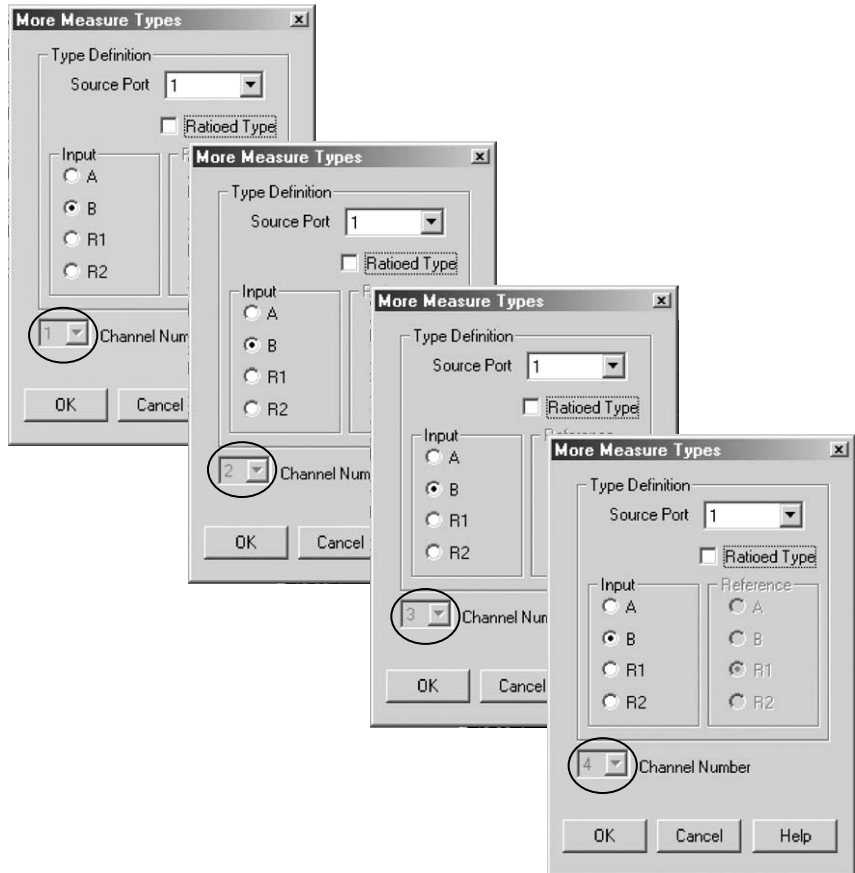 More Measure Types
Type Definition
Source Port 1
Ratioed Type
Input
A
B
R1
R2
1 Channel Num
OK Cancel
More Measure Types
Type Definition
Source Port 1
Ratioed Type
Input
A
B
R1
R2
2 Channel Num
OK Cancel
More Measure Types
Type Definition
Source Port 1
Ratioed Type
Input
A
B
R1
R2
3 Channel Num
OK Cancel
More Measure Types
Type Definition
Source Port 1
Ratioed Type
Input Reference
A A
B B
R1 R1
R2 R2
4 Channel Number
OK Cancel Help